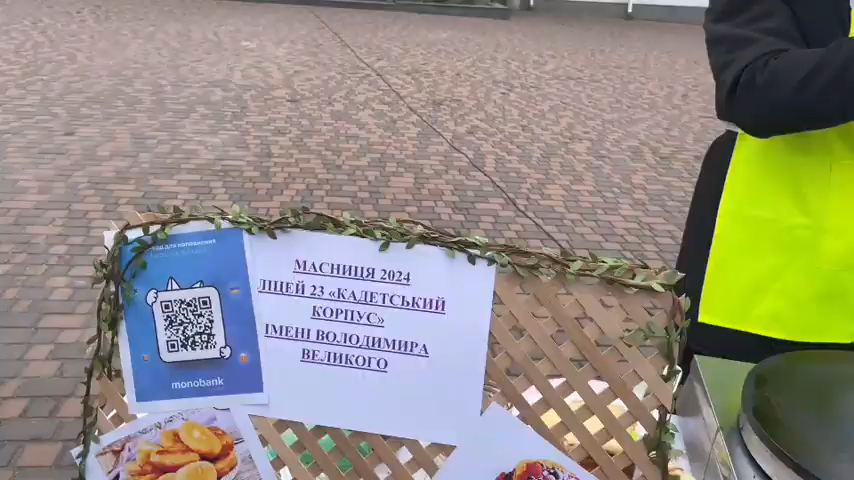 МАСНИЦЯ 2024
ЛІЦЕЙ 23 «КАДЕТСЬКИЙ
КОРПУС»
ІМЕНІ ВОЛОДИМИРА
ВЕЛИКОГО
monobank